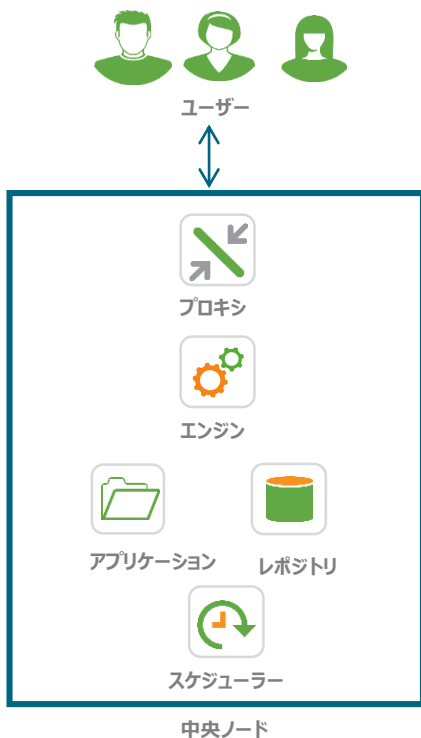 ユーザー
プロキシ
エンジン
アプリケーション
レポジトリ
スケジューラー
中央ノード